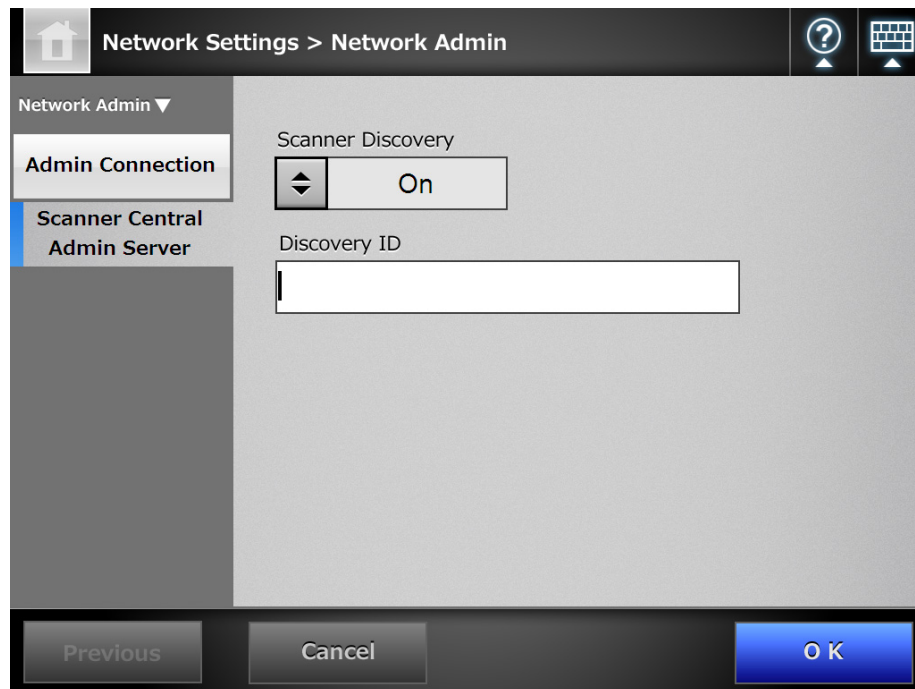 Network Settings > Network Admin
?
Network Admin ▼
Admin Connection
Scanner Central
Admin Server
Scanner Discovery
On
Discovery ID
Previous
Cancel
OK